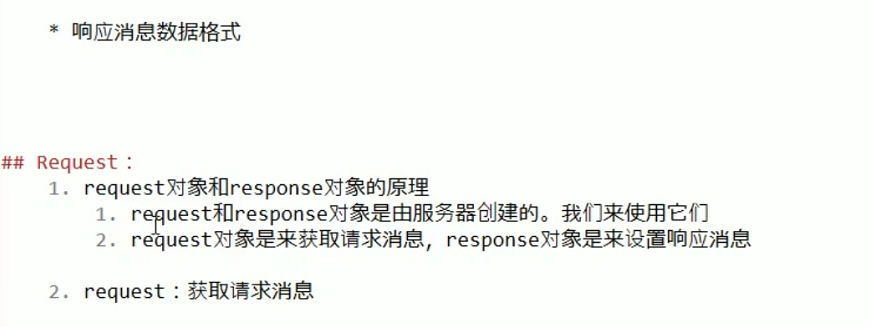 * 响应消息数据格式
## Request：
1. request对象和response对象的原理
1. request和response对象是由服务器创建的。我们来使用它们
2. request对象是来获取请求消息，response对象是来设置响应消息
2. request：获取请求消息